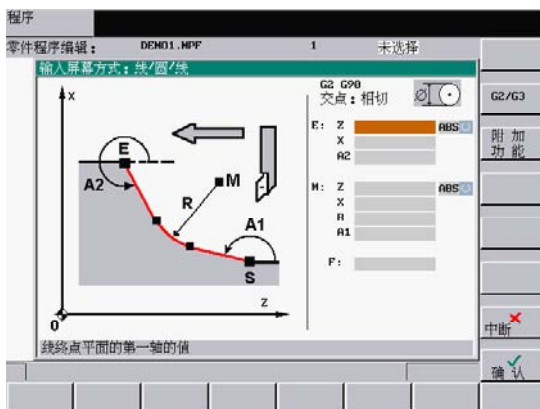 程序
零件程序编辑： DEMO1.MPF 1 未选择
输入屏幕方式：线/圆/线
G2 G90
交点：相切
G2/G3
附加
功能
中断
确认
X
E
A2
R
M
A1
S
Z
0
E: Z ABS
X
A2
M: Z ABS
X
R
A1
F:
线终点平面的第一轴的值